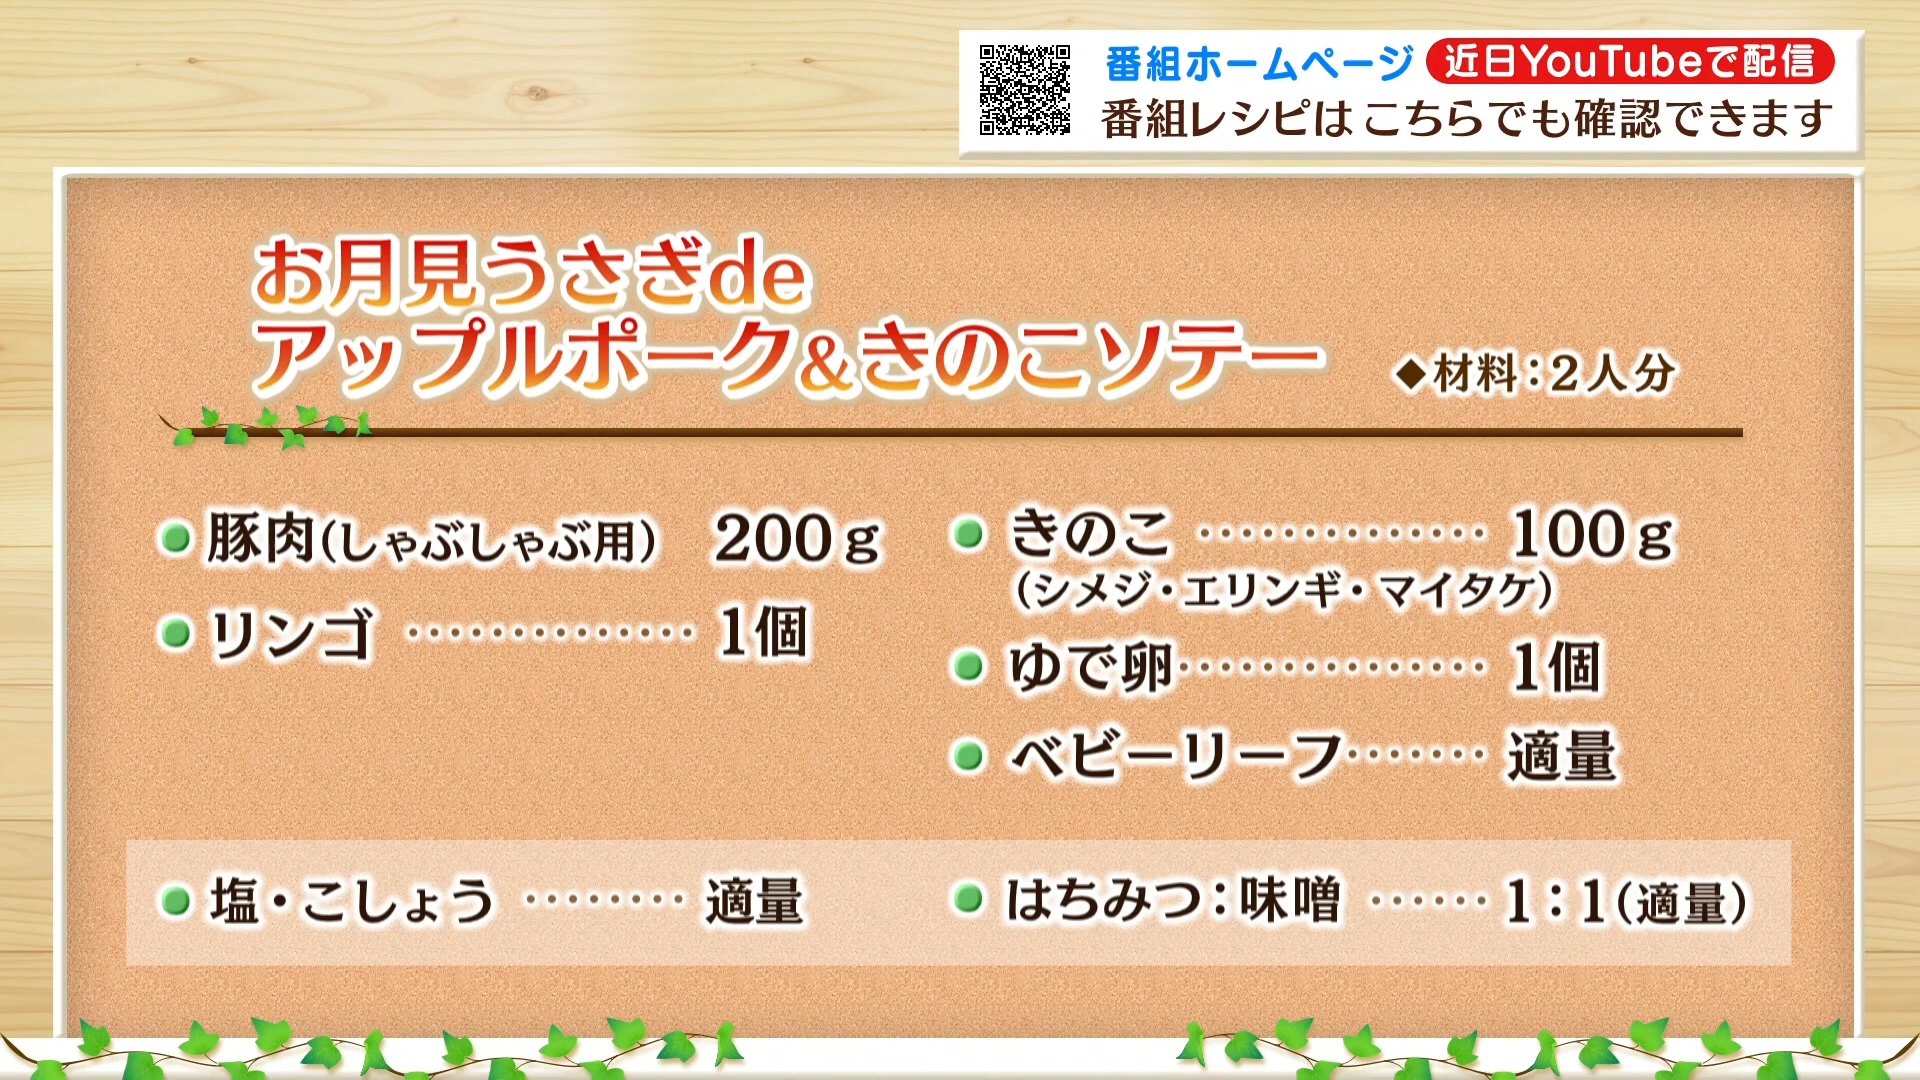 番組ホームページ 近日YouTubeで配信
番組レシピは こちらでも確認できます
お月見うさぎde
アップルポーク&きのこソテー ◆材料：2人分
豚肉(しゃぶしゃぶ用) 200g
リンゴ ‥‥‥‥‥‥‥ 1個
きのこ ‥‥‥‥‥‥‥ 100g
(シメジ・エリンギ・マイタケ)
ゆで卵‥‥‥‥‥‥‥‥ 1個
ベビーリーフ‥‥‥‥ 適量
塩・こしょう ‥‥‥‥ 適量
はちみつ：味噌 ‥‥‥ 1：1(適量)